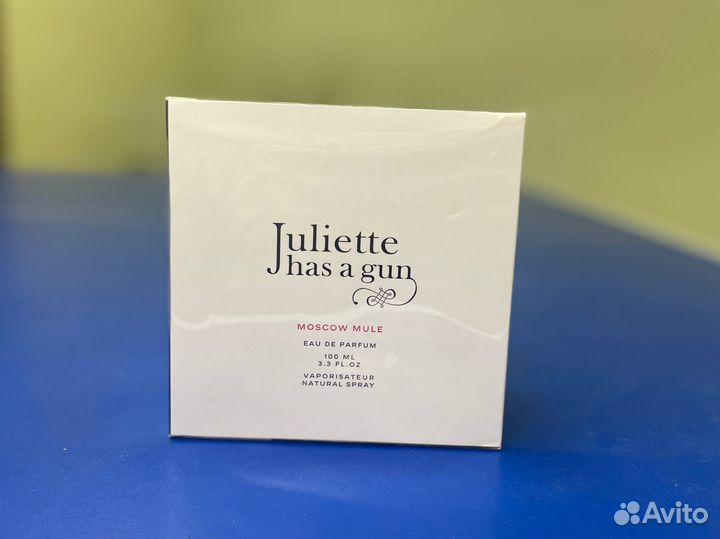 Juliette
has a gun
MOSCOW MULE
EAU DE PARFUM
100 ML
3.3 FL.OZ
VAPORISATEUR
NATURAL SPRAY
Avito